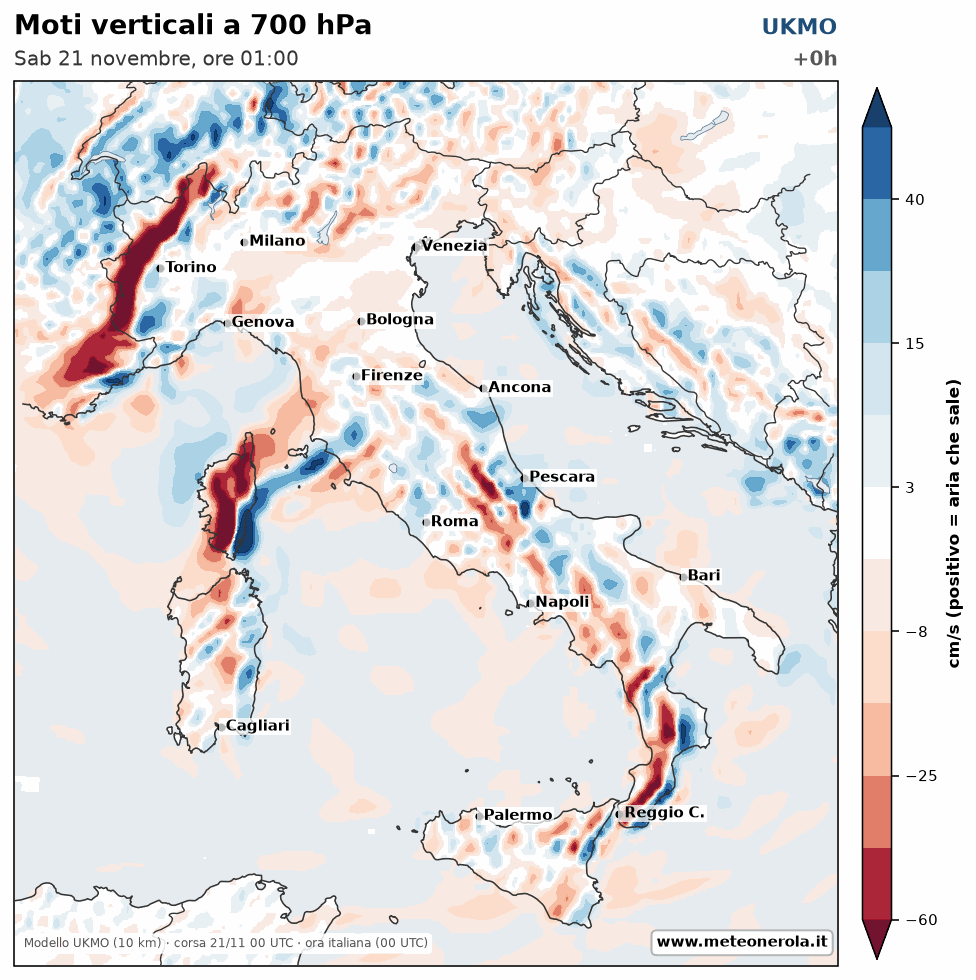 Moti verticali a 700 hPa
UKMO
Sab 21 novembre, ore 01:00
+0h
Milano
Venezia
Torino
Genova
Bologna
Firenze
Ancona
Pescara
Roma
Bari
Napoli
Cagliari
Palermo
Reggio C.
40
15
3
−8
−25
−60
cm/s (positivo = aria che sale)
Modello UKMO (10 km) · corsa 21/11 00 UTC · ora italiana (00 UTC)
www.meteonerola.it